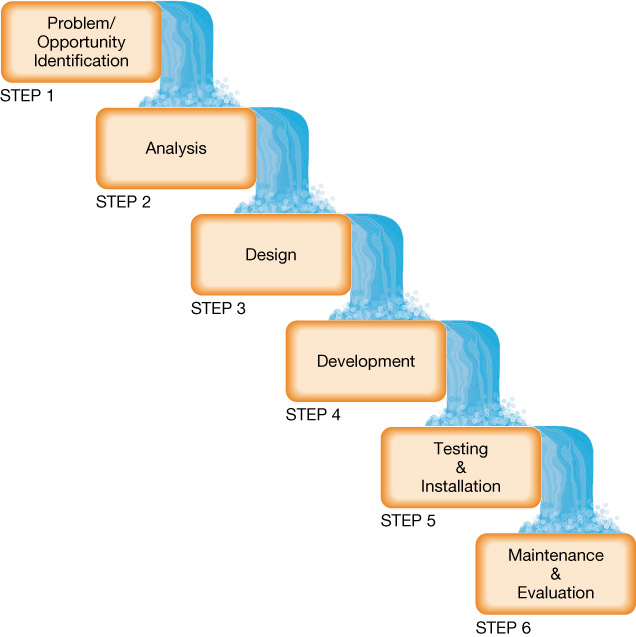 Problem/
Opportunity
Identification
STEP 1
Analysis
STEP 2
Design
STEP 3
Development
STEP 4
Testing
&
Installation
STEP 5
Maintenance
&
Evaluation
STEP 6